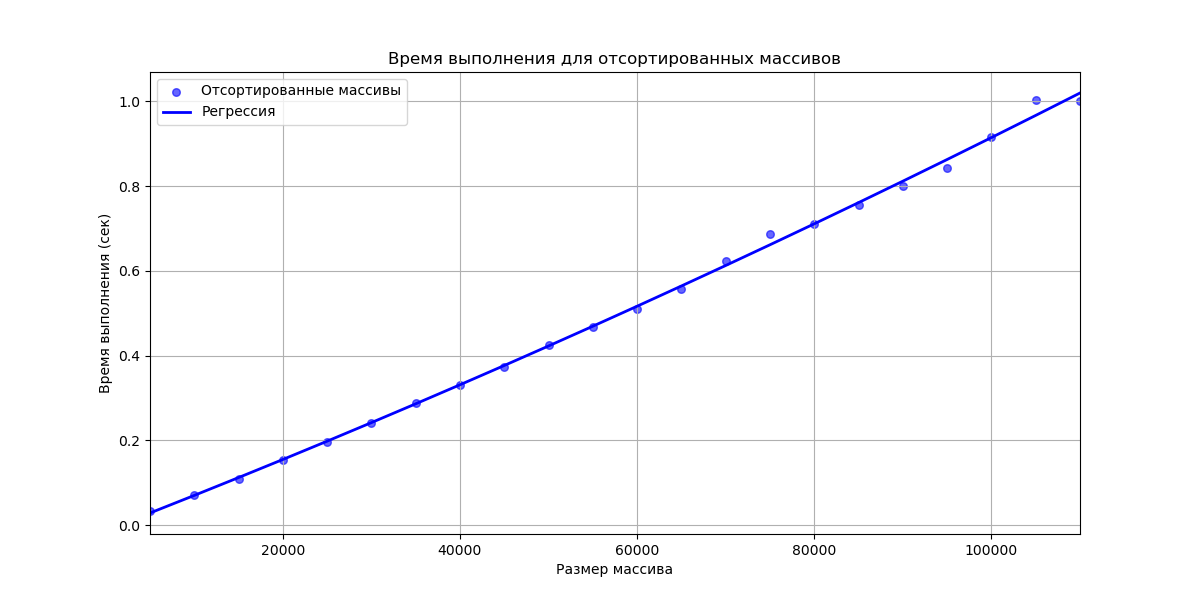 Время выполнения для отсортированных массивов
Отсортированные массивы
Регрессия
Время выполнения (сек)
1.0
0.8
0.6
0.4
0.2
0.0
20000
40000
60000
80000
100000
Размер массива